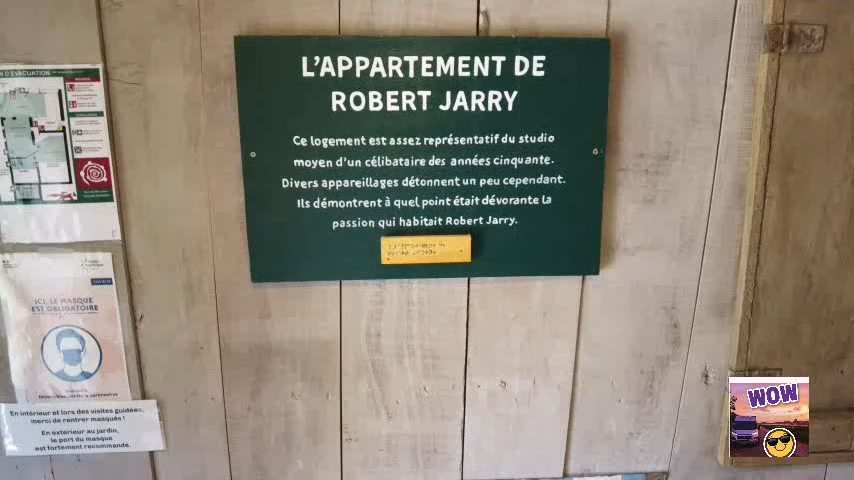 N D'ÉVACUATION
L'APPARTEMENT DE
ROBERT JARRY
Ce logement est assez représentatif du studio
moyen d'un célibataire des années cinquante.
Divers appareillages détonnent un peu cependant.
Ils démontrent à quel point était dévorante la
passion qui habitait Robert Jarry.
ICI, LE MASQUE
EST OBLIGATOIRE
En intérieur et lors des visites guidées,
merci de rentrer masqués !
En extérieur au jardin,
le port du masque
est fortement recommandé.
WOW